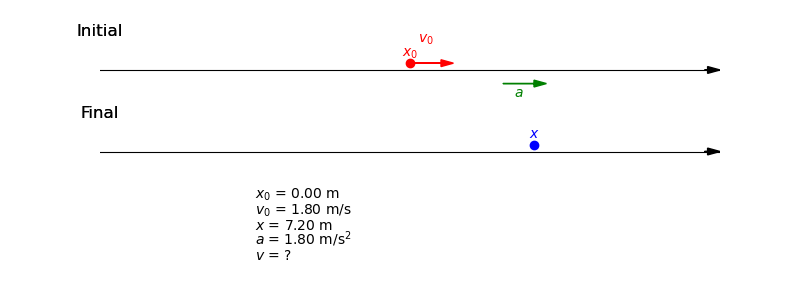 Initial
v₀
x₀
a
Final
x
x₀ = 0.00 m
v₀ = 1.80 m/s
x = 7.20 m
a = 1.80 m/s²
v = ?